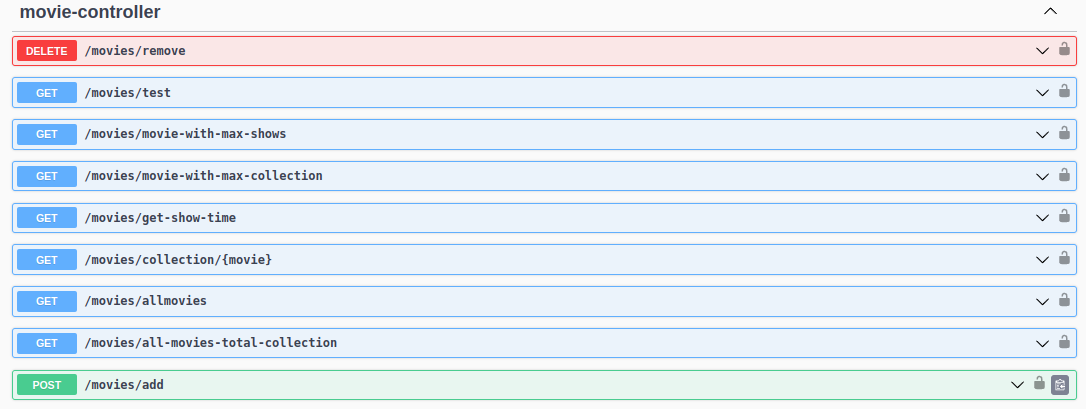 movie-controller
DELETE /movies/remove
GET /movies/test
GET /movies/movie-with-max-shows
GET /movies/movie-with-max-collection
GET /movies/get-show-time
GET /movies/collection/{movie}
GET /movies/allmovies
GET /movies/all-movies-total-collection
POST /movies/add